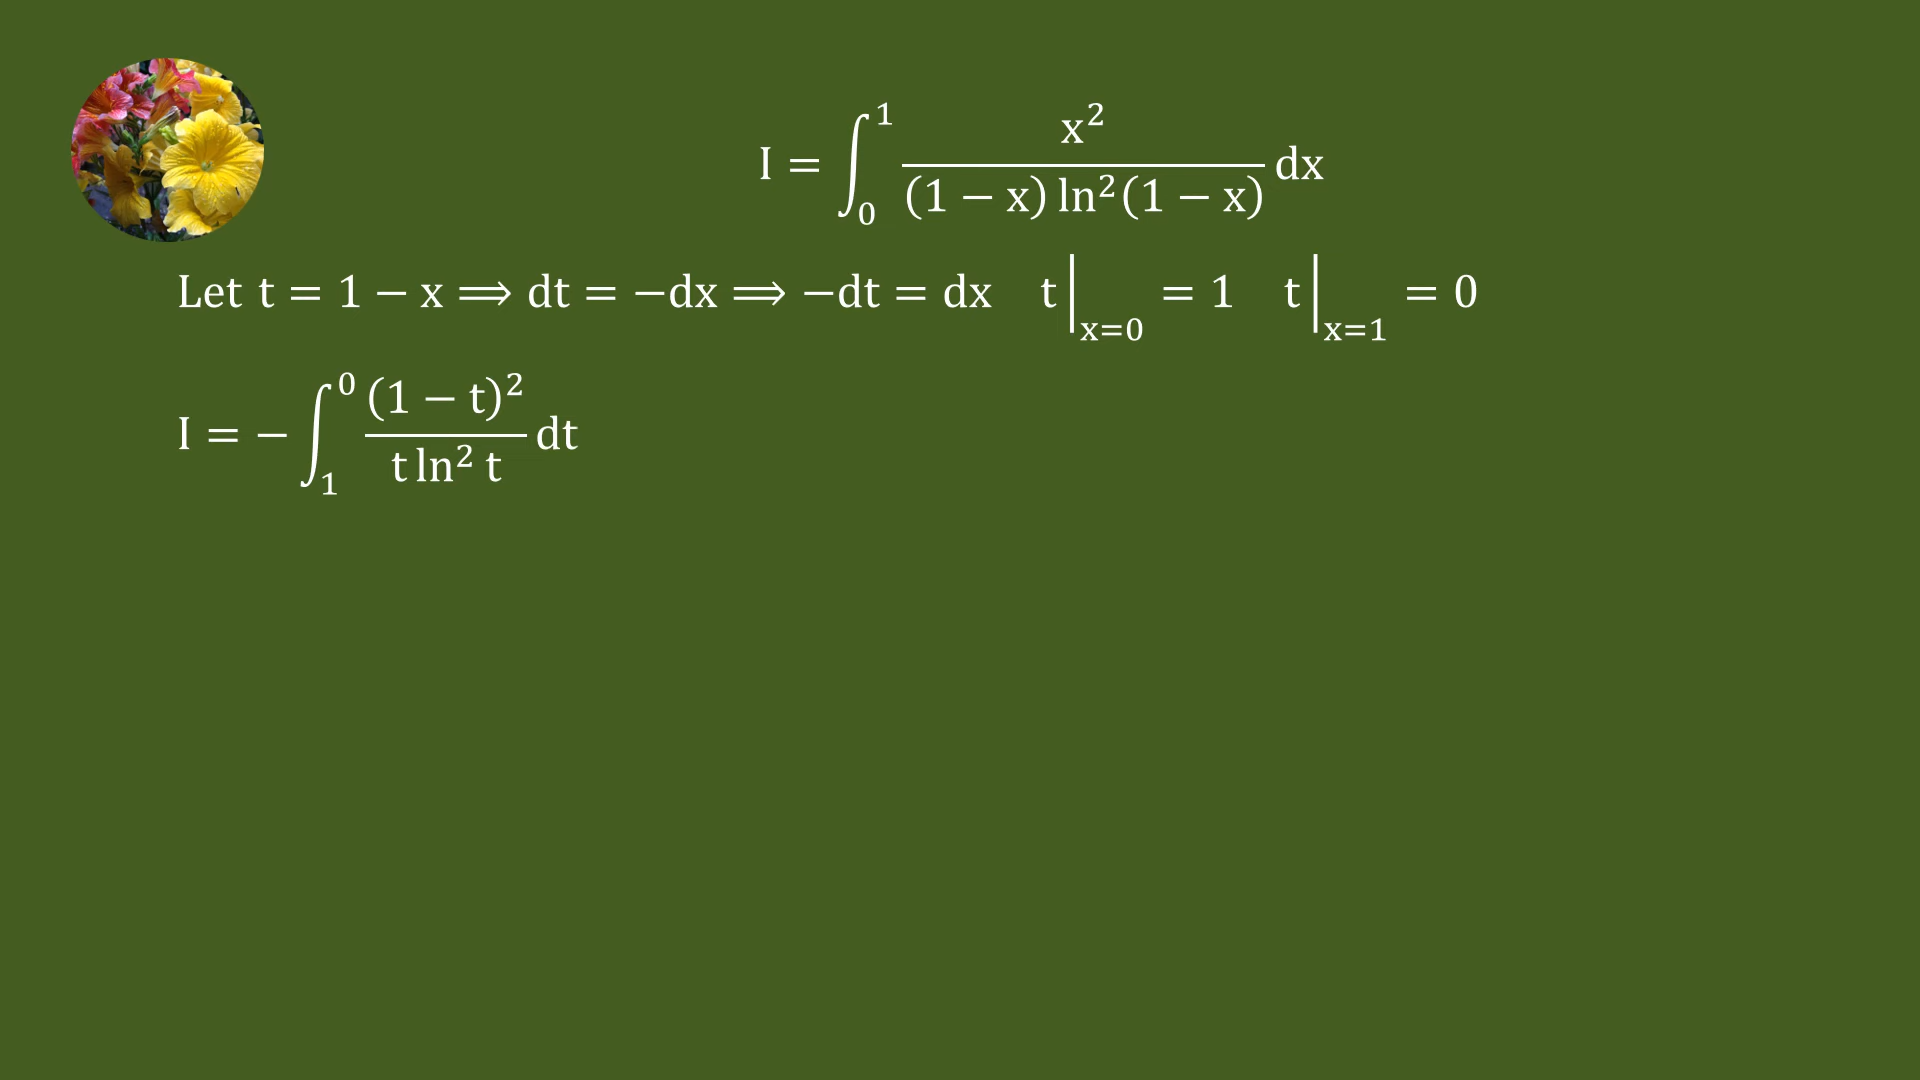 I = ∫₀¹ x² / ((1 − x) ln²(1 − x)) dx
Let t = 1 − x ⟹ dt = −dx ⟹ −dt = dx t|ₓ₌₀ = 1 t|ₓ₌₁ = 0
I = − ∫₁⁰ (1 − t)² / (t ln² t) dt